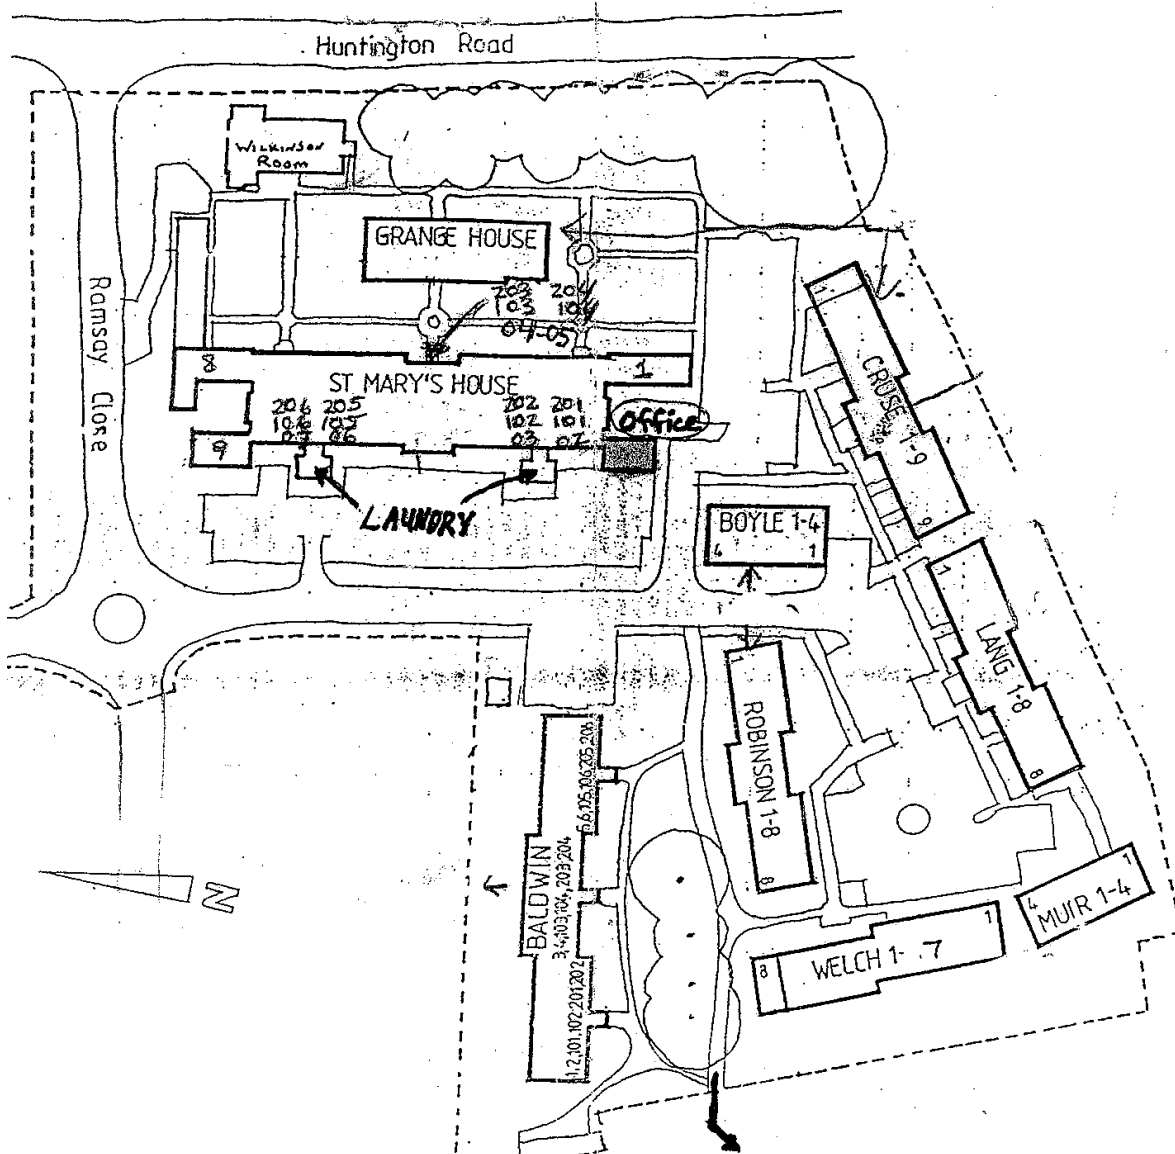 Huntington Road
WILKINSON
ROOM
GRANGE HOUSE
203 204
103 104
04-05
Ramsay Close
8
1
ST MARY'S HOUSE
206 205
106 105
07 06
202 201
102 101
03 02
Office
9
LAUNDRY
1
CRUSE
1-9
9
BOYLE 1-4
4 1
1
LANG 1-8
8
1
ROBINSON 1-8
8
5,6,105,106,205,206
BALDWIN
3,4,103,104,203,204
1,2,101,102,201,202
N
1
4
MUIR 1-4
1
8
WELCH 1- 7